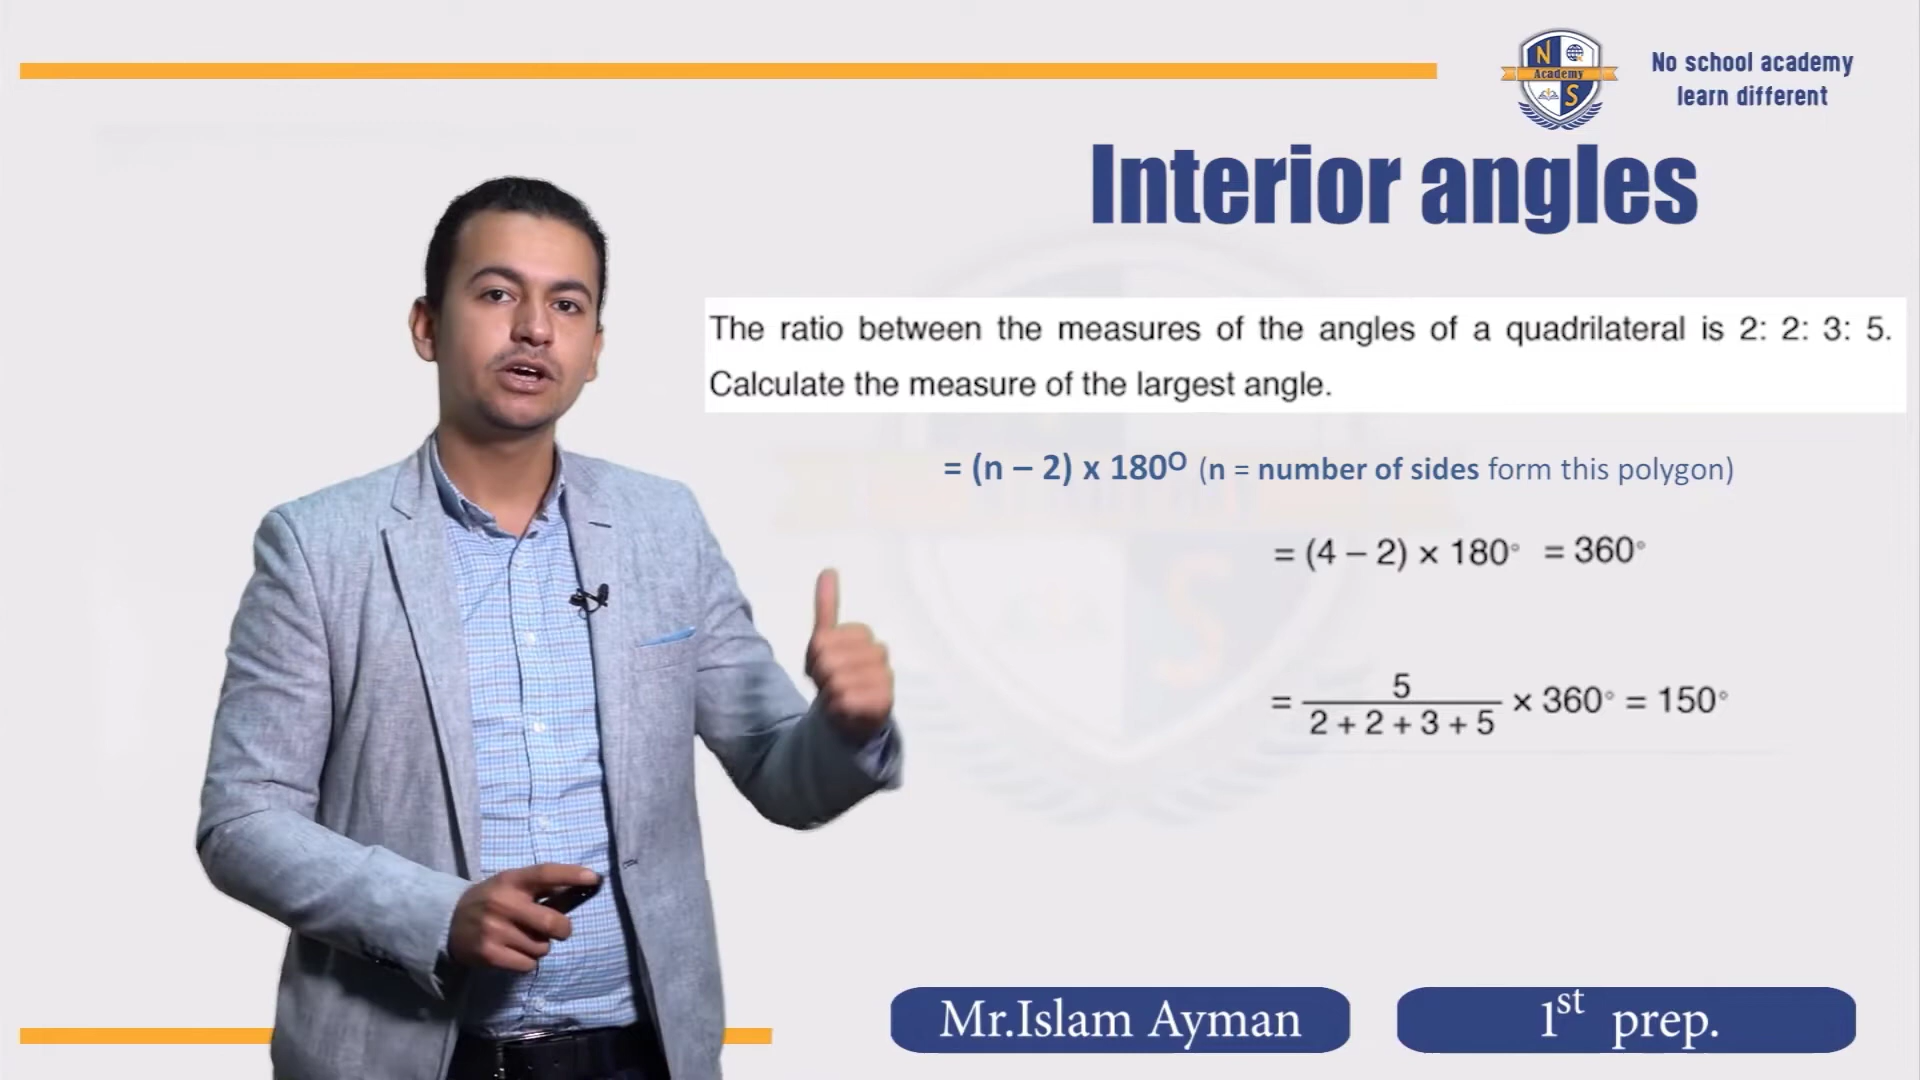 N
Academy
S
No school academy
learn different
Interior angles
The ratio between the measures of the angles of a quadrilateral is 2: 2: 3: 5.
Calculate the measure of the largest angle.
= (n – 2) x 180º (n = number of sides form this polygon)
= (4 – 2) × 180° = 360°
= 5 / 2 + 2 + 3 + 5 × 360° = 150°
Mr.Islam Ayman
1st prep.